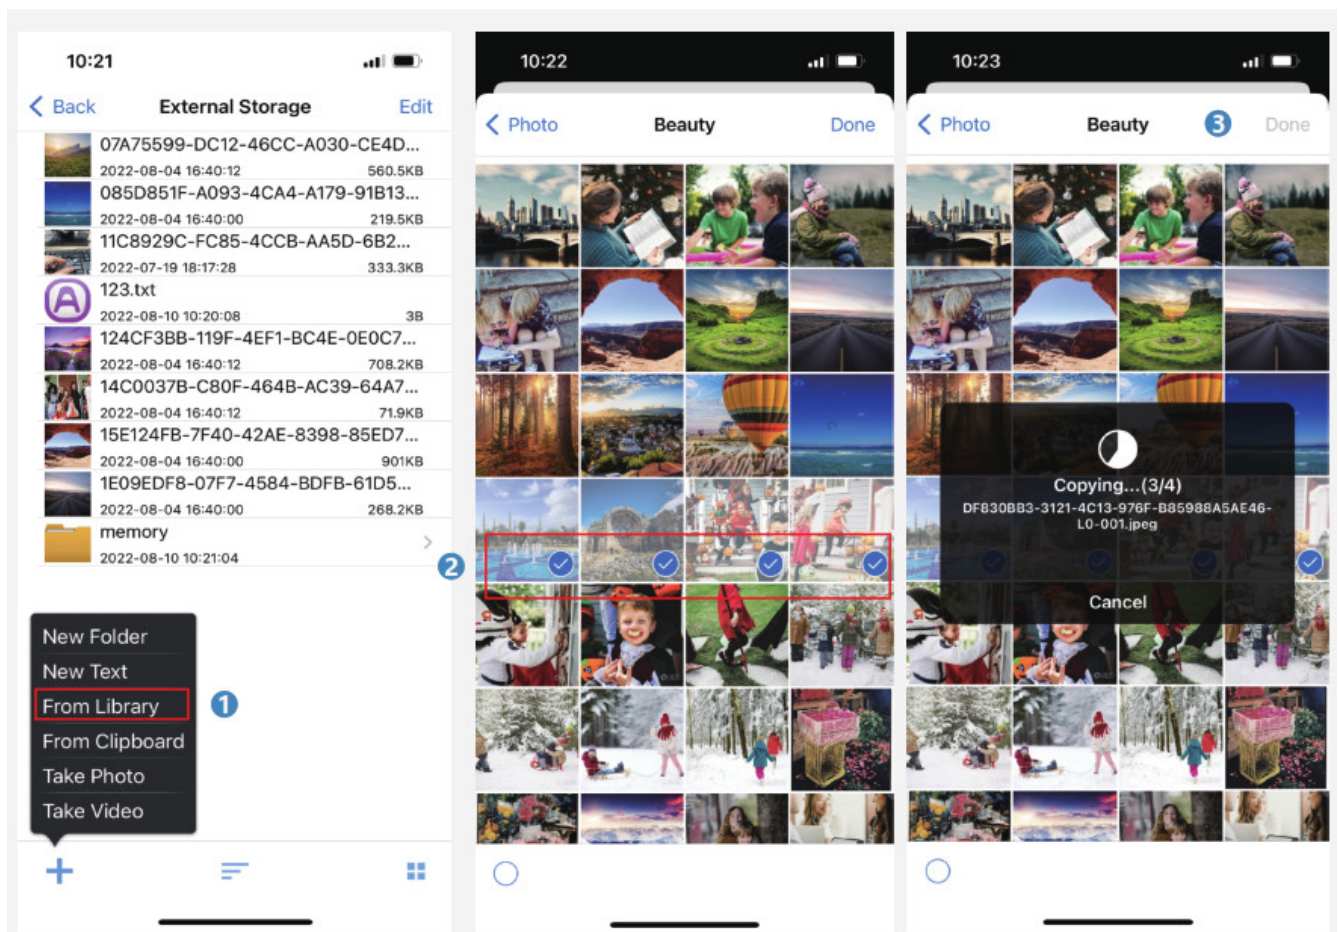 10:21
Back External Storage Edit
07A75599-DC12-46CC-A030-CE4D...
2022-08-04 16:40:12 560.5KB
085D851F-A093-4CA4-A179-91B13...
2022-08-04 16:40:00 219.5KB
11C8929C-FC85-4CCB-AA5D-6B2...
2022-07-19 18:17:28 333.3KB
123.txt
2022-08-10 10:20:08 3B
124CF3BB-119F-4EF1-BC4E-0E0C7...
2022-08-04 16:40:12 708.2KB
14C0037B-C80F-464B-AC39-64A7...
2022-08-04 16:40:12 71.9KB
15E124FB-7F40-42AE-8398-85ED7...
2022-08-04 16:40:00 901KB
1E09EDF8-07F7-4584-BDFB-61D5...
2022-08-04 16:40:00 268.2KB
memory
2022-08-10 10:21:04
New Folder
New Text
From Library
1
From Clipboard
Take Photo
Take Video
10:22
Photo Beauty Done
2
10:23
Photo Beauty 3 Done
Copying...(3/4)
DF830BB3-3121-4C13-976F-B85988A5AE46-
L0-001.jpeg
Cancel